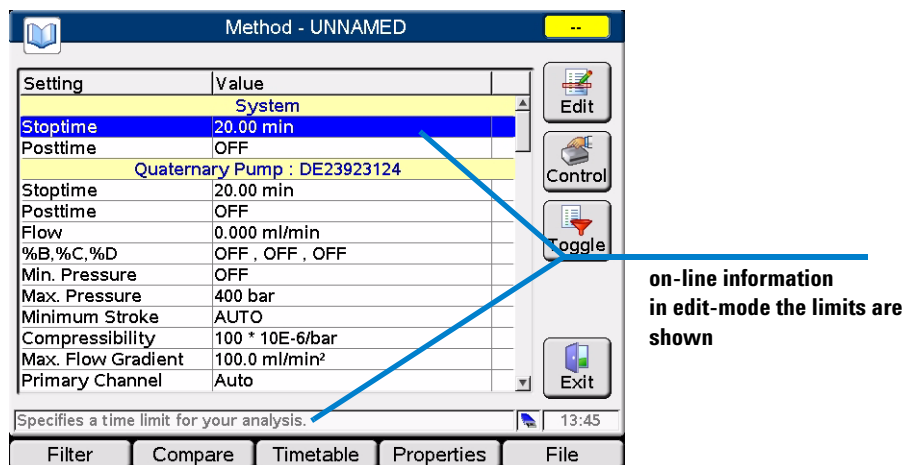 Method - UNNAMED
--
Setting Value
System
Stoptime 20.00 min
Posttime OFF
Quaternary Pump : DE23923124
Stoptime 20.00 min
Posttime OFF
Flow 0.000 ml/min
%B,%C,%D OFF , OFF , OFF
Min. Pressure OFF
Max. Pressure 400 bar
Minimum Stroke AUTO
Compressibility 100 * 10E-6/bar
Max. Flow Gradient 100.0 ml/min²
Primary Channel Auto
Edit
Control
Toggle
Exit
on-line information
in edit-mode the limits are
shown
Specifies a time limit for your analysis.
13:45
Filter Compare Timetable Properties File